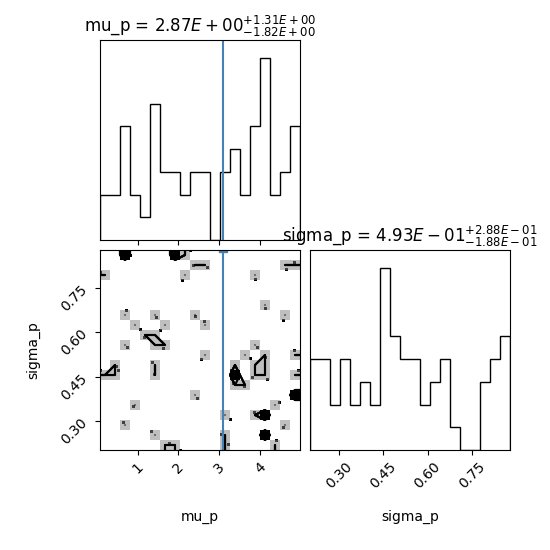 mu_p = 2.87E+00+1.31E+00−1.82E+00
sigma_p = 4.93E−01+2.88E−01−1.88E−01
sigma_p
0.75
0.60
0.45
0.30
1 2 3 4
mu_p
0.30 0.45 0.60 0.75
sigma_p